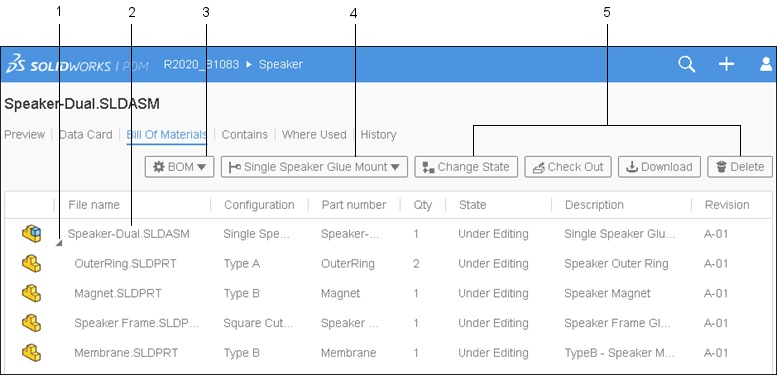 1 2 3 4 5
SOLIDWORKS | PDM R2020_B1083 Speaker
Speaker-Dual.SLDASM
Preview Data Card Bill Of Materials Contains Where Used History
BOM Single Speaker Glue Mount Change State Check Out Download Delete
File name Configuration Part number Qty State Description Revision
Speaker-Dual.SLDASM Single Spe... Speaker-... 1 Under Editing Single Speaker Glu... A-01
OuterRing.SLDPRT Type A OuterRing 2 Under Editing Speaker Outer Ring A-01
Magnet.SLDPRT Type B Magnet 1 Under Editing Speaker Magnet A-01
Speaker Frame.SLDP... Square Cut... Speaker ... 1 Under Editing Speaker Frame Gl... A-01
Membrane.SLDPRT Type B Membrane 1 Under Editing TypeB - Speaker M... A-01